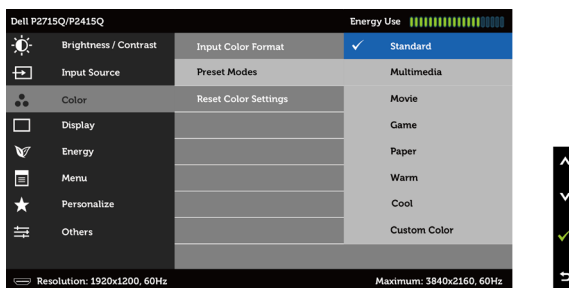 Dell P2715Q/P2415Q Energy Use
Brightness / Contrast Input Color Format Standard
Input Source Preset Modes Multimedia
Color Reset Color Settings Movie
Display Game
Energy Paper
Menu Warm
Personalize Cool
Others Custom Color
Resolution: 1920x1200, 60Hz Maximum: 3840x2160, 60Hz